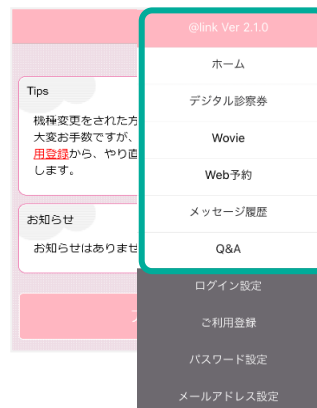 Tips
機種変更をされた方
大変お手数ですが、
用登録から、やり直
します。
お知らせ
お知らせはありませ
@link Ver 2.1.0
ホーム
デジタル診察券
Wovie
Web予約
メッセージ履歴
Q&A
ログイン設定
ご利用登録
パスワード設定
メールアドレス設定